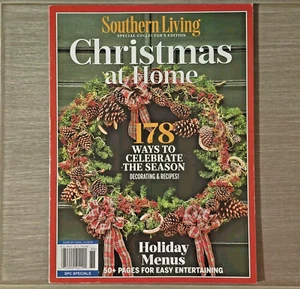 Southern Living
SPECIAL COLLECTOR'S EDITION
Christmas
at Home
178
WAYS TO
CELEBRATE
THE SEASON
DECORATING & RECIPES!
Holiday
Menus
50+ PAGES FOR EASY ENTERTAINING
SPC SPECIALS